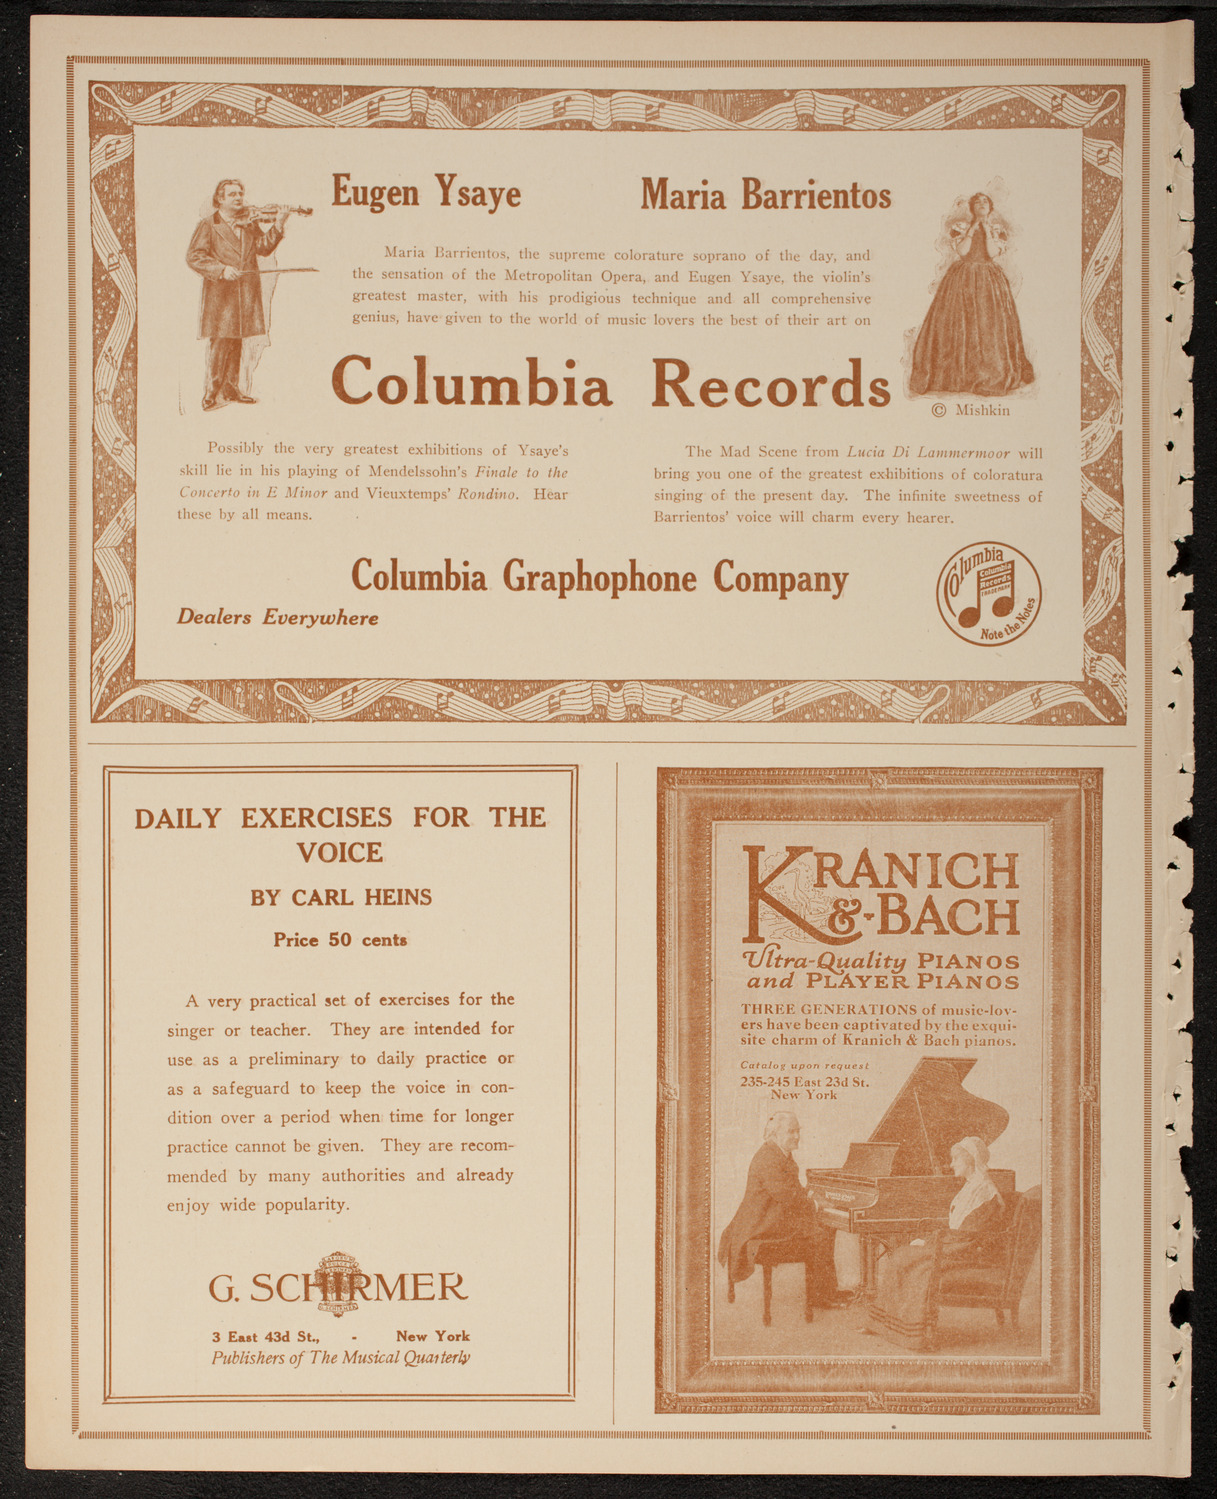 Eugen Ysaye
Maria Barrientos
Maria Barrientos, the supreme colorature soprano of the day, and
the sensation of the Metropolitan Opera, and Eugen Ysaye, the violin's
greatest master, with his prodigious technique and all comprehensive
genius, have given to the world of music lovers the best of their art on
Columbia Records
© Mishkin
Possibly the very greatest exhibitions of Ysaye's
skill lie in his playing of Mendelssohn's Finale to the
Concerto in E Minor and Vieuxtemps' Rondino. Hear
these by all means.
The Mad Scene from Lucia Di Lammermoor will
bring you one of the greatest exhibitions of coloratura
singing of the present day. The infinite sweetness of
Barrientos' voice will charm every hearer.
Columbia Graphophone Company
Dealers Everywhere
Columbia
Columbia
Records
TRADE MARK
Note the Notes
DAILY EXERCISES FOR THE
VOICE
BY CARL HEINS
Price 50 cents
A very practical set of exercises for the
singer or teacher. They are intended for
use as a preliminary to daily practice or
as a safeguard to keep the voice in con-
dition over a period when time for longer
practice cannot be given. They are recom-
mended by many authorities and already
enjoy wide popularity.
G. SCHIRMER
3 East 43d St., - New York
Publishers of The Musical Quarterly
KRANICH
&-BACH
Ultra-Quality PIANOS
and PLAYER PIANOS
THREE GENERATIONS of music-lov-
ers have been captivated by the exqui-
site charm of Kranich & Bach pianos.
Catalog upon request
235-245 East 23d St.
New York